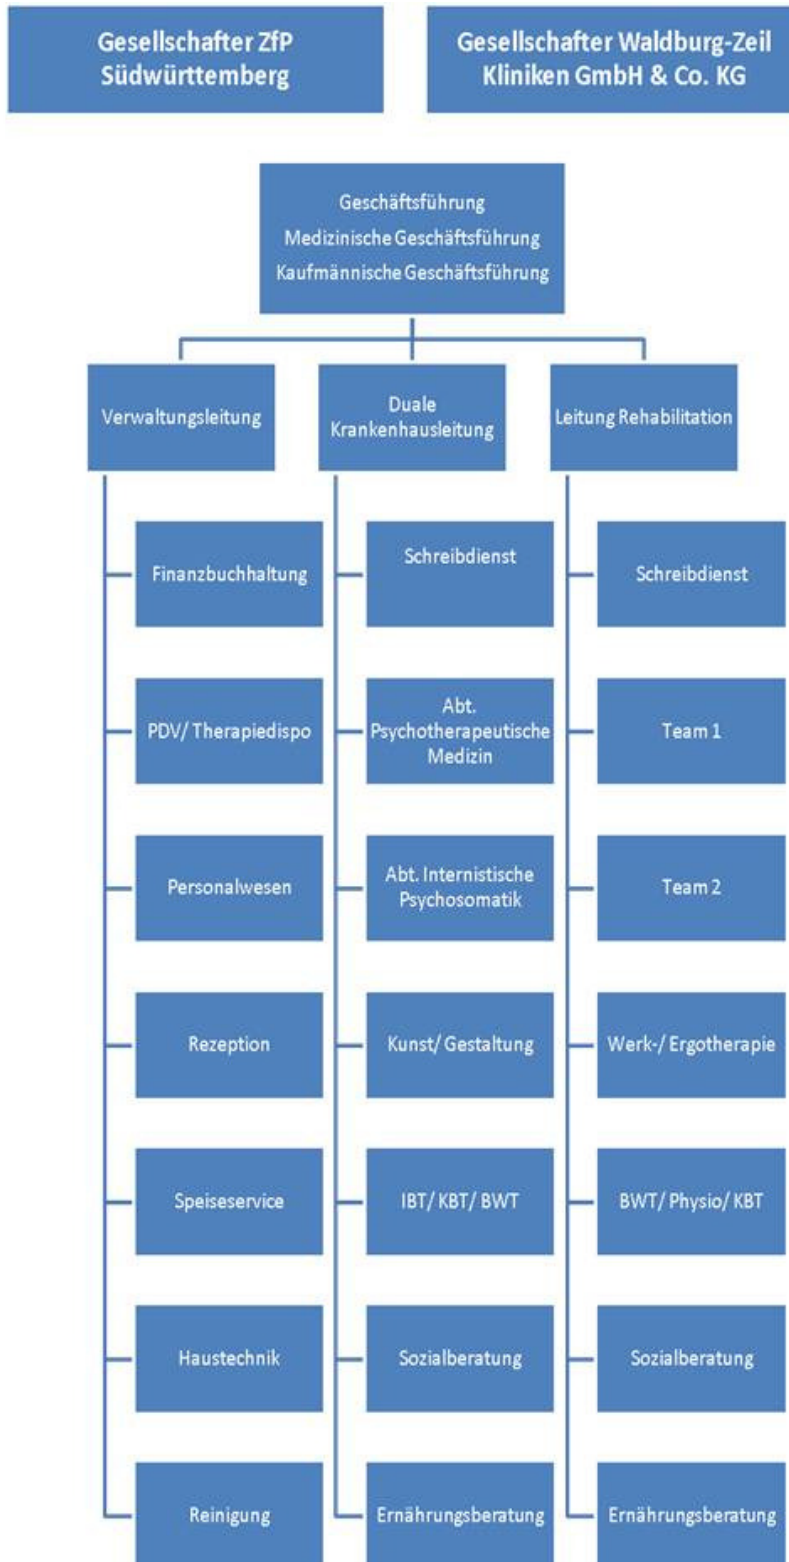 Gesellschafter ZfP
Südwürttemberg
Gesellschafter Waldburg-Zeil
Kliniken GmbH & Co. KG
Geschäftsführung
Medizinische Geschäftsführung
Kaufmännische Geschäftsführung
Verwaltungsleitung
Duale
Krankenhausleitung
Leitung Rehabilitation
Finanzbuchhaltung
Schreibdienst
Schreibdienst
PDV/ Therapiedispo
Abt.
Psychotherapeutische
Medizin
Team 1
Personalwesen
Abt. Internistische
Psychosomatik
Team 2
Rezeption
Kunst/ Gestaltung
Werk-/ Ergotherapie
Speiseservice
IBT/ KBT/ BWT
BWT/ Physio/ KBT
Haustechnik
Sozialberatung
Sozialberatung
Reinigung
Ernährungsberatung
Ernährungsberatung